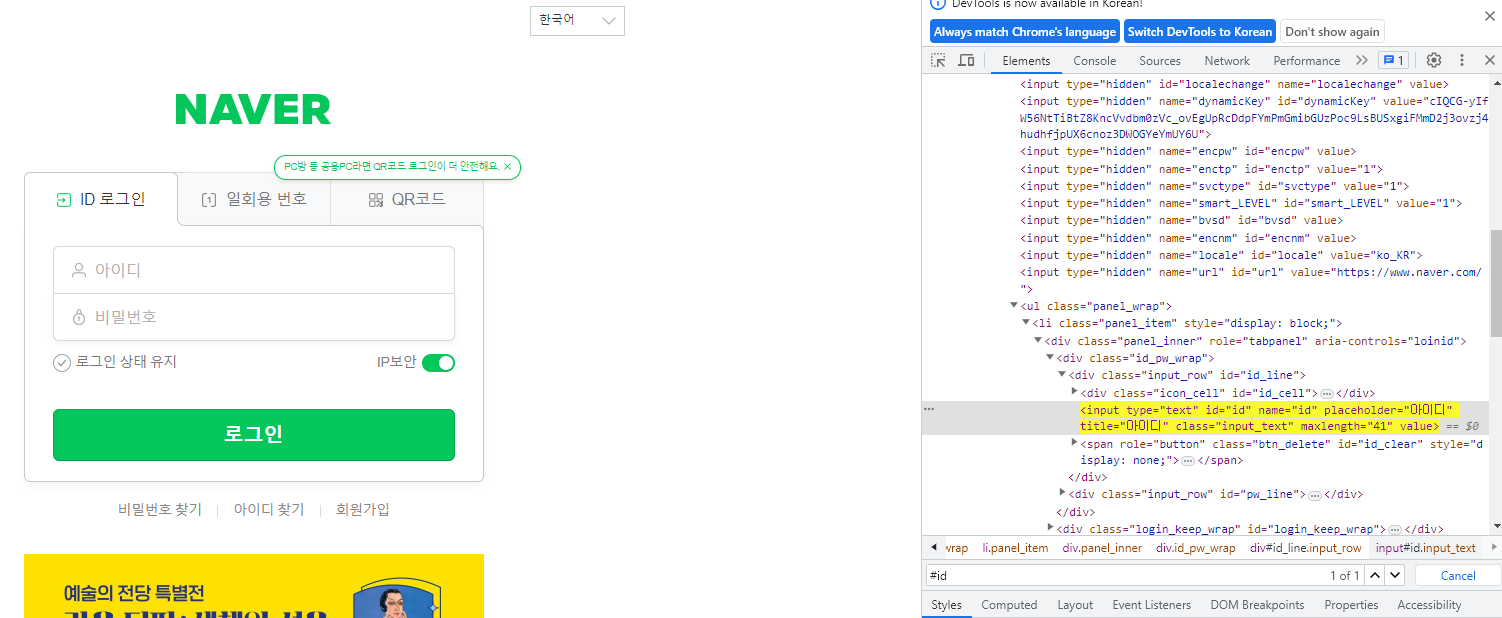 한국어
NAVER
PC방 등 공용PC라면 QR코드 로그인이 더 안전해요. ×
ID 로그인
1 일회용 번호
QR코드
아이디
비밀번호
로그인 상태 유지
IP보안
로그인
비밀번호 찾기 | 아이디 찾기 | 회원가입
예술의 전당 특별전
DevTools is now available in Korean!
Always match Chrome's language Switch DevTools to Korean Don't show again
Elements Console Sources Network Performance 1
<input type="hidden" id="localechange" name="localechange" value>
<input type="hidden" name="dynamicKey" id="dynamicKey" value="cIQCG-yIf
W56NtTiBtZ8KncVvdbm0zVc_ovEgUpRcDdpFYmPmGmibGUzPoc9LsBUSxgiFMmD2j3ovzj4
hudhfjpUX6cnoz3DWOGYeYmUY6U">
<input type="hidden" name="encpw" id="encpw" value>
<input type="hidden" name="enctp" id="enctp" value="1">
<input type="hidden" name="svctype" id="svctype" value="1">
<input type="hidden" name="smart_LEVEL" id="smart_LEVEL" value="1">
<input type="hidden" name="bvsd" id="bvsd" value>
<input type="hidden" name="encnm" id="encnm" value>
<input type="hidden" name="locale" id="locale" value="ko_KR">
<input type="hidden" name="url" id="url" value="https://www.naver.com/
">
<ul class="panel_wrap">
<li class="panel_item" style="display: block;">
<div class="panel_inner" role="tabpanel" aria-controls="loinid">
<div class="id_pw_wrap">
<div class="input_row" id="id_line">
<div class="icon_cell" id="id_cell">…</div>
<input type="text" id="id" name="id" placeholder="아이디"
title="아이디" class="input_text" maxlength="41" value> == $0
<span role="button" class="btn_delete" id="id_clear" style="d
isplay: none;">…</span>
</div>
<div class="input_row" id="pw_line">…</div>
</div>
<div class="login_keep_wrap" id="login_keep_wrap">…</div>
wrap li.panel_item div.panel_inner div.id_pw_wrap div#id_line.input_row input#id.input_text
#id 1 of 1 Cancel
Styles Computed Layout Event Listeners DOM Breakpoints Properties Accessibility